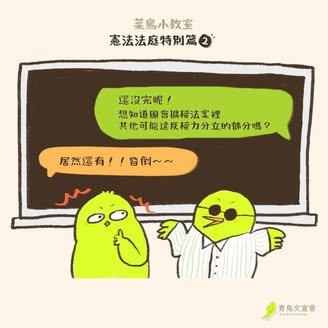 菜鳥小教室
憲法法庭特別篇2
還沒完呢！
想知道國會擴權法案裡
其他可能違反權力分立的部分嗎？
居然還有！！昏倒~~
青鳥文宣會